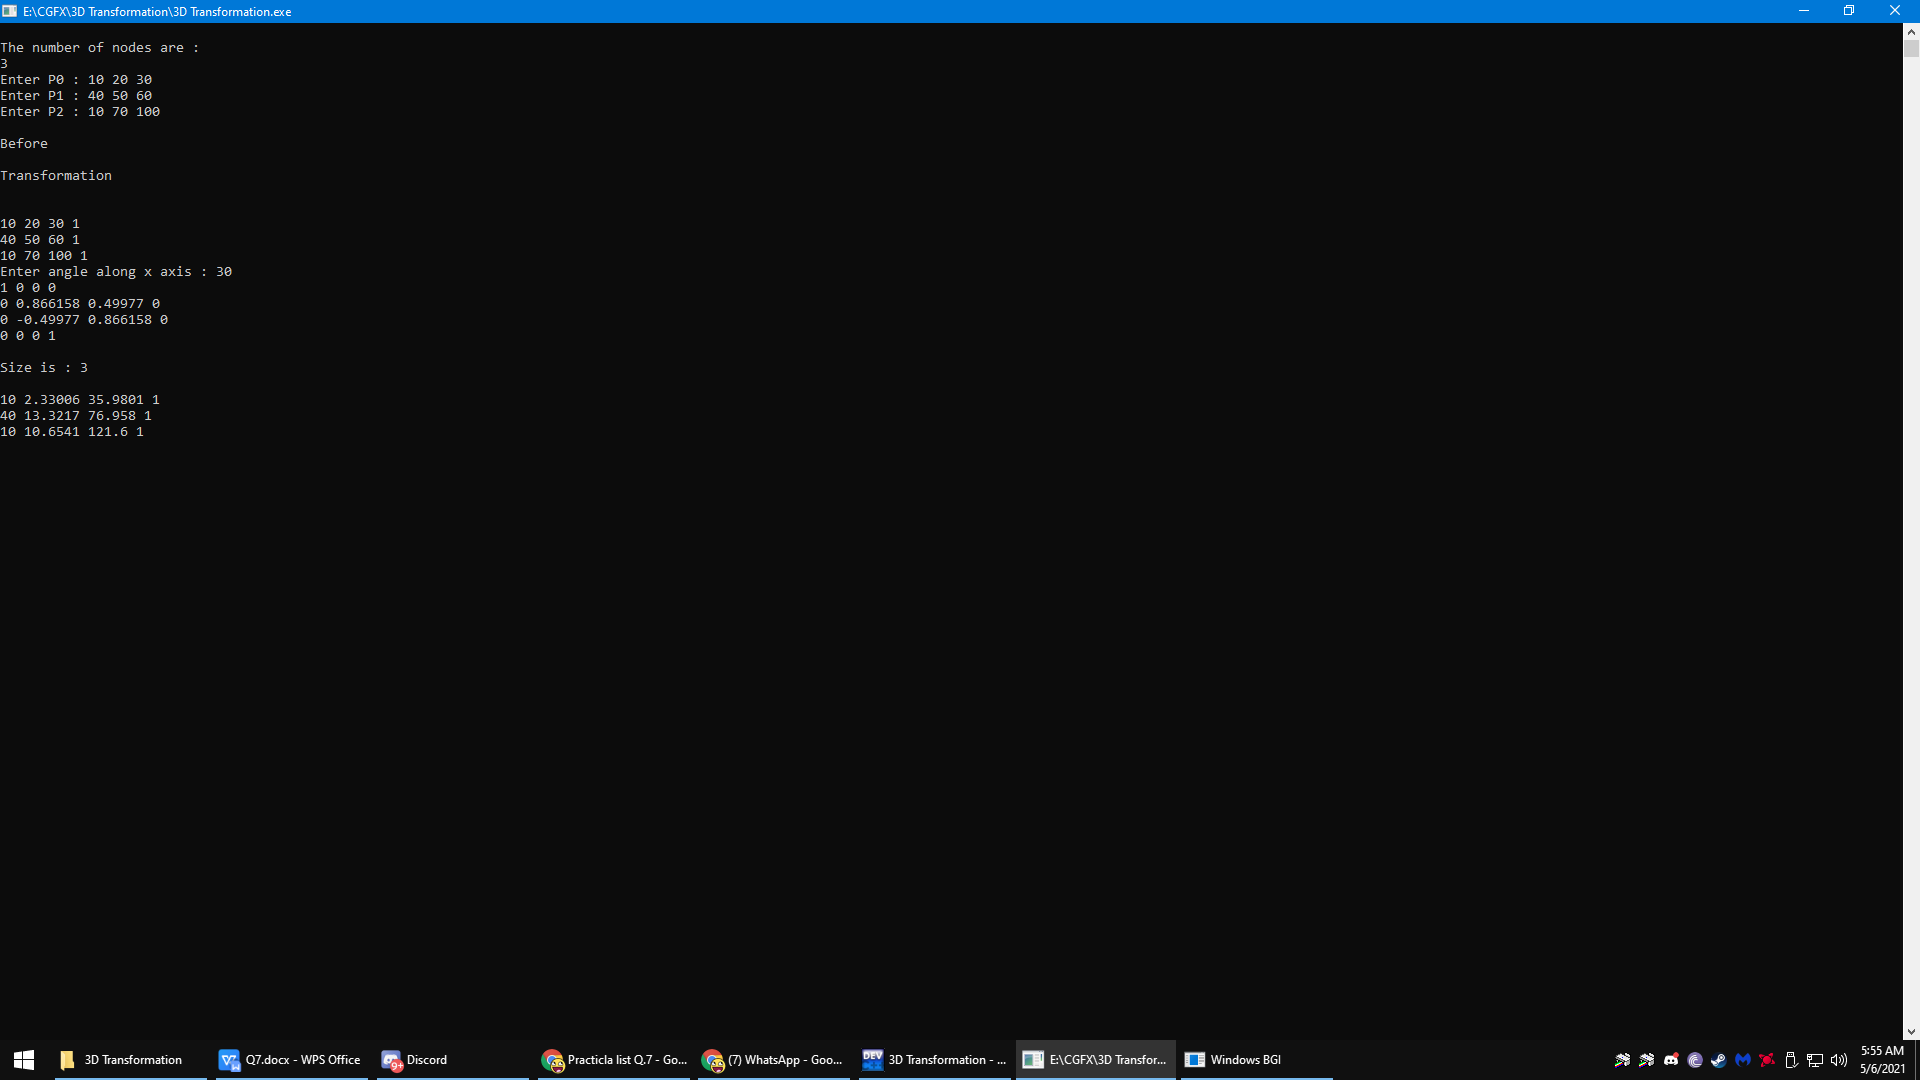 E:\CGFX\3D Transformation\3D Transformation.exe
The number of nodes are :
3
Enter P0 : 10 20 30
Enter P1 : 40 50 60
Enter P2 : 10 70 100
Before
Transformation
10 20 30 1
40 50 60 1
10 70 100 1
Enter angle along x axis : 30
1 0 0 0
0 0.866158 0.49977 0
0 -0.49977 0.866158 0
0 0 0 1
Size is : 3
10 2.33006 35.9801 1
40 13.3217 76.958 1
10 10.6541 121.6 1
3D Transformation
Q7.docx - WPS Office
9+
Discord
Practicla list Q.7 - Go...
(7) WhatsApp - Goo...
DEV
3D Transformation - ...
E:\CGFX\3D Transfor...
Windows BGI
5:55 AM
5/6/2021